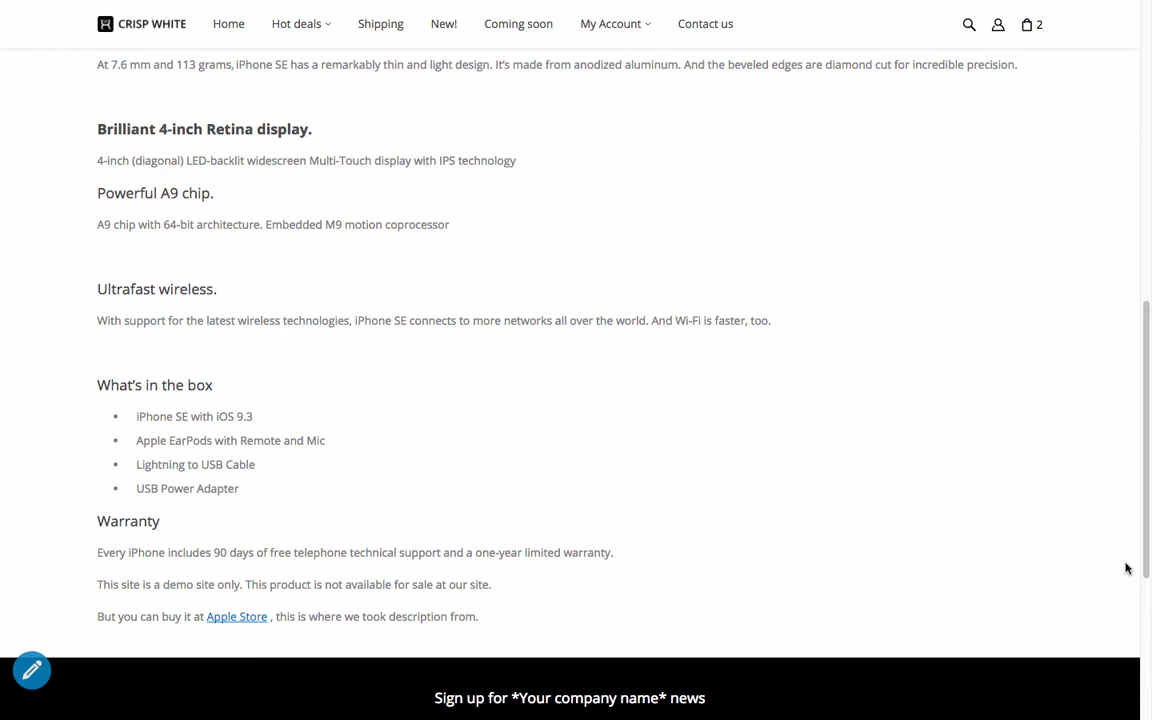 CRISP WHITE
Home
Hot deals
Shipping
New!
Coming soon
My Account
Contact us
2
At 7.6 mm and 113 grams, iPhone SE has a remarkably thin and light design. It's made from anodized aluminum. And the beveled edges are diamond cut for incredible precision.
Brilliant 4-inch Retina display.
4-inch (diagonal) LED-backlit widescreen Multi-Touch display with IPS technology
Powerful A9 chip.
A9 chip with 64-bit architecture. Embedded M9 motion coprocessor
Ultrafast wireless.
With support for the latest wireless technologies, iPhone SE connects to more networks all over the world. And Wi-Fi is faster, too.
What's in the box
• iPhone SE with iOS 9.3
• Apple EarPods with Remote and Mic
• Lightning to USB Cable
• USB Power Adapter
Warranty
Every iPhone includes 90 days of free telephone technical support and a one-year limited warranty.
This site is a demo site only. This product is not available for sale at our site.
But you can buy it at Apple Store , this is where we took description from.
Sign up for *Your company name* news